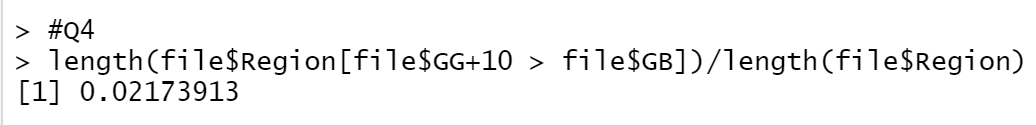 > #Q4
> length(file$Region[file$GG+10 > file$GB])/length(file$Region)
[1] 0.02173913